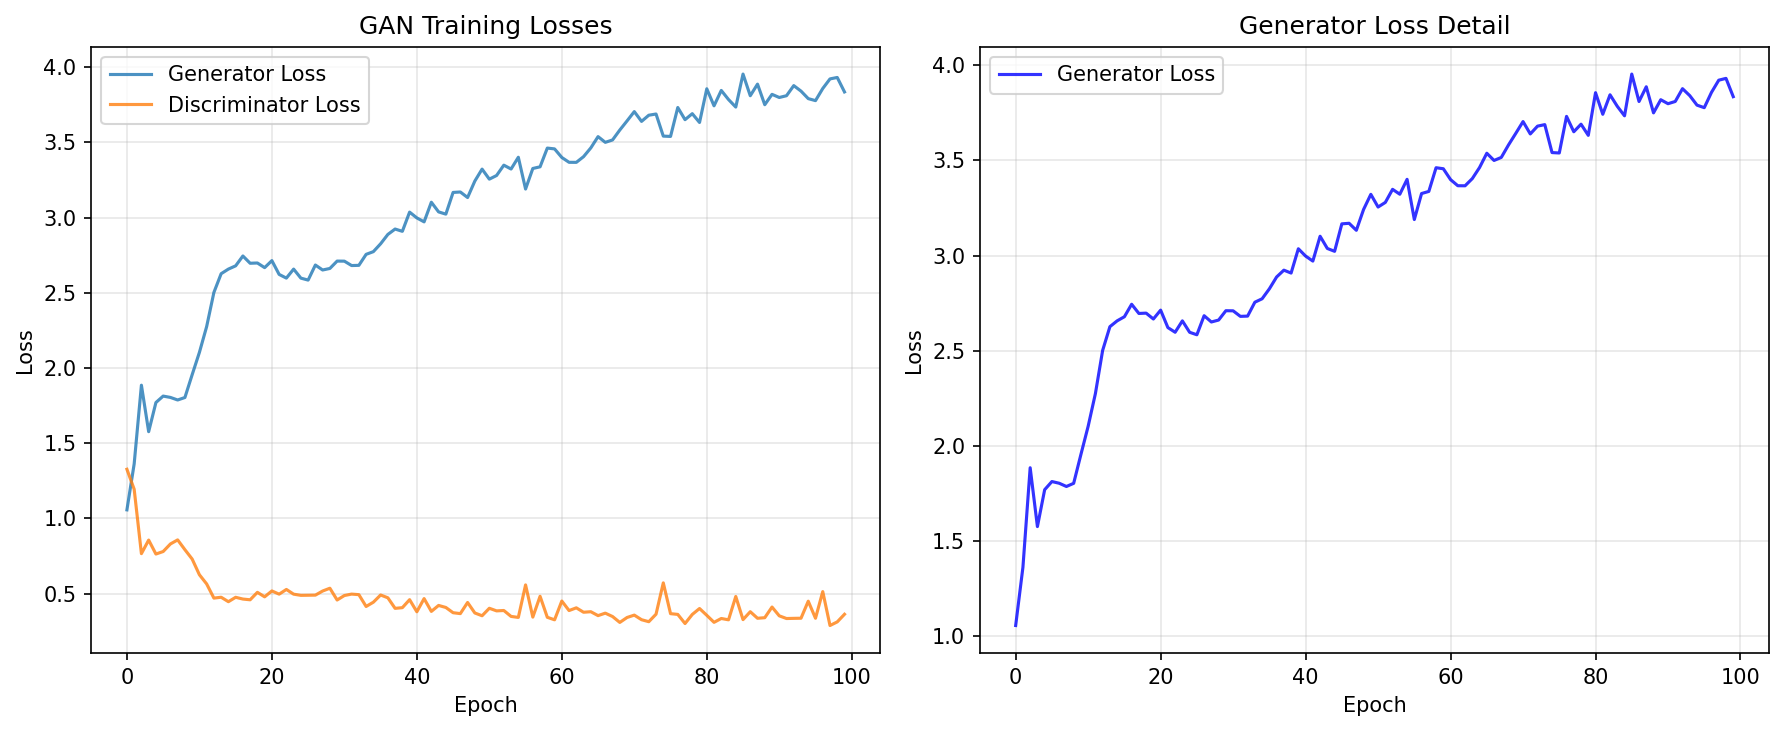 GAN Training Losses
Generator Loss
Discriminator Loss
4.0
3.5
3.0
2.5
2.0
1.5
1.0
0.5
Loss
0 20 40 60 80 100
Epoch
Generator Loss Detail
Generator Loss
4.0
3.5
3.0
2.5
2.0
1.5
1.0
Loss
0 20 40 60 80 100
Epoch